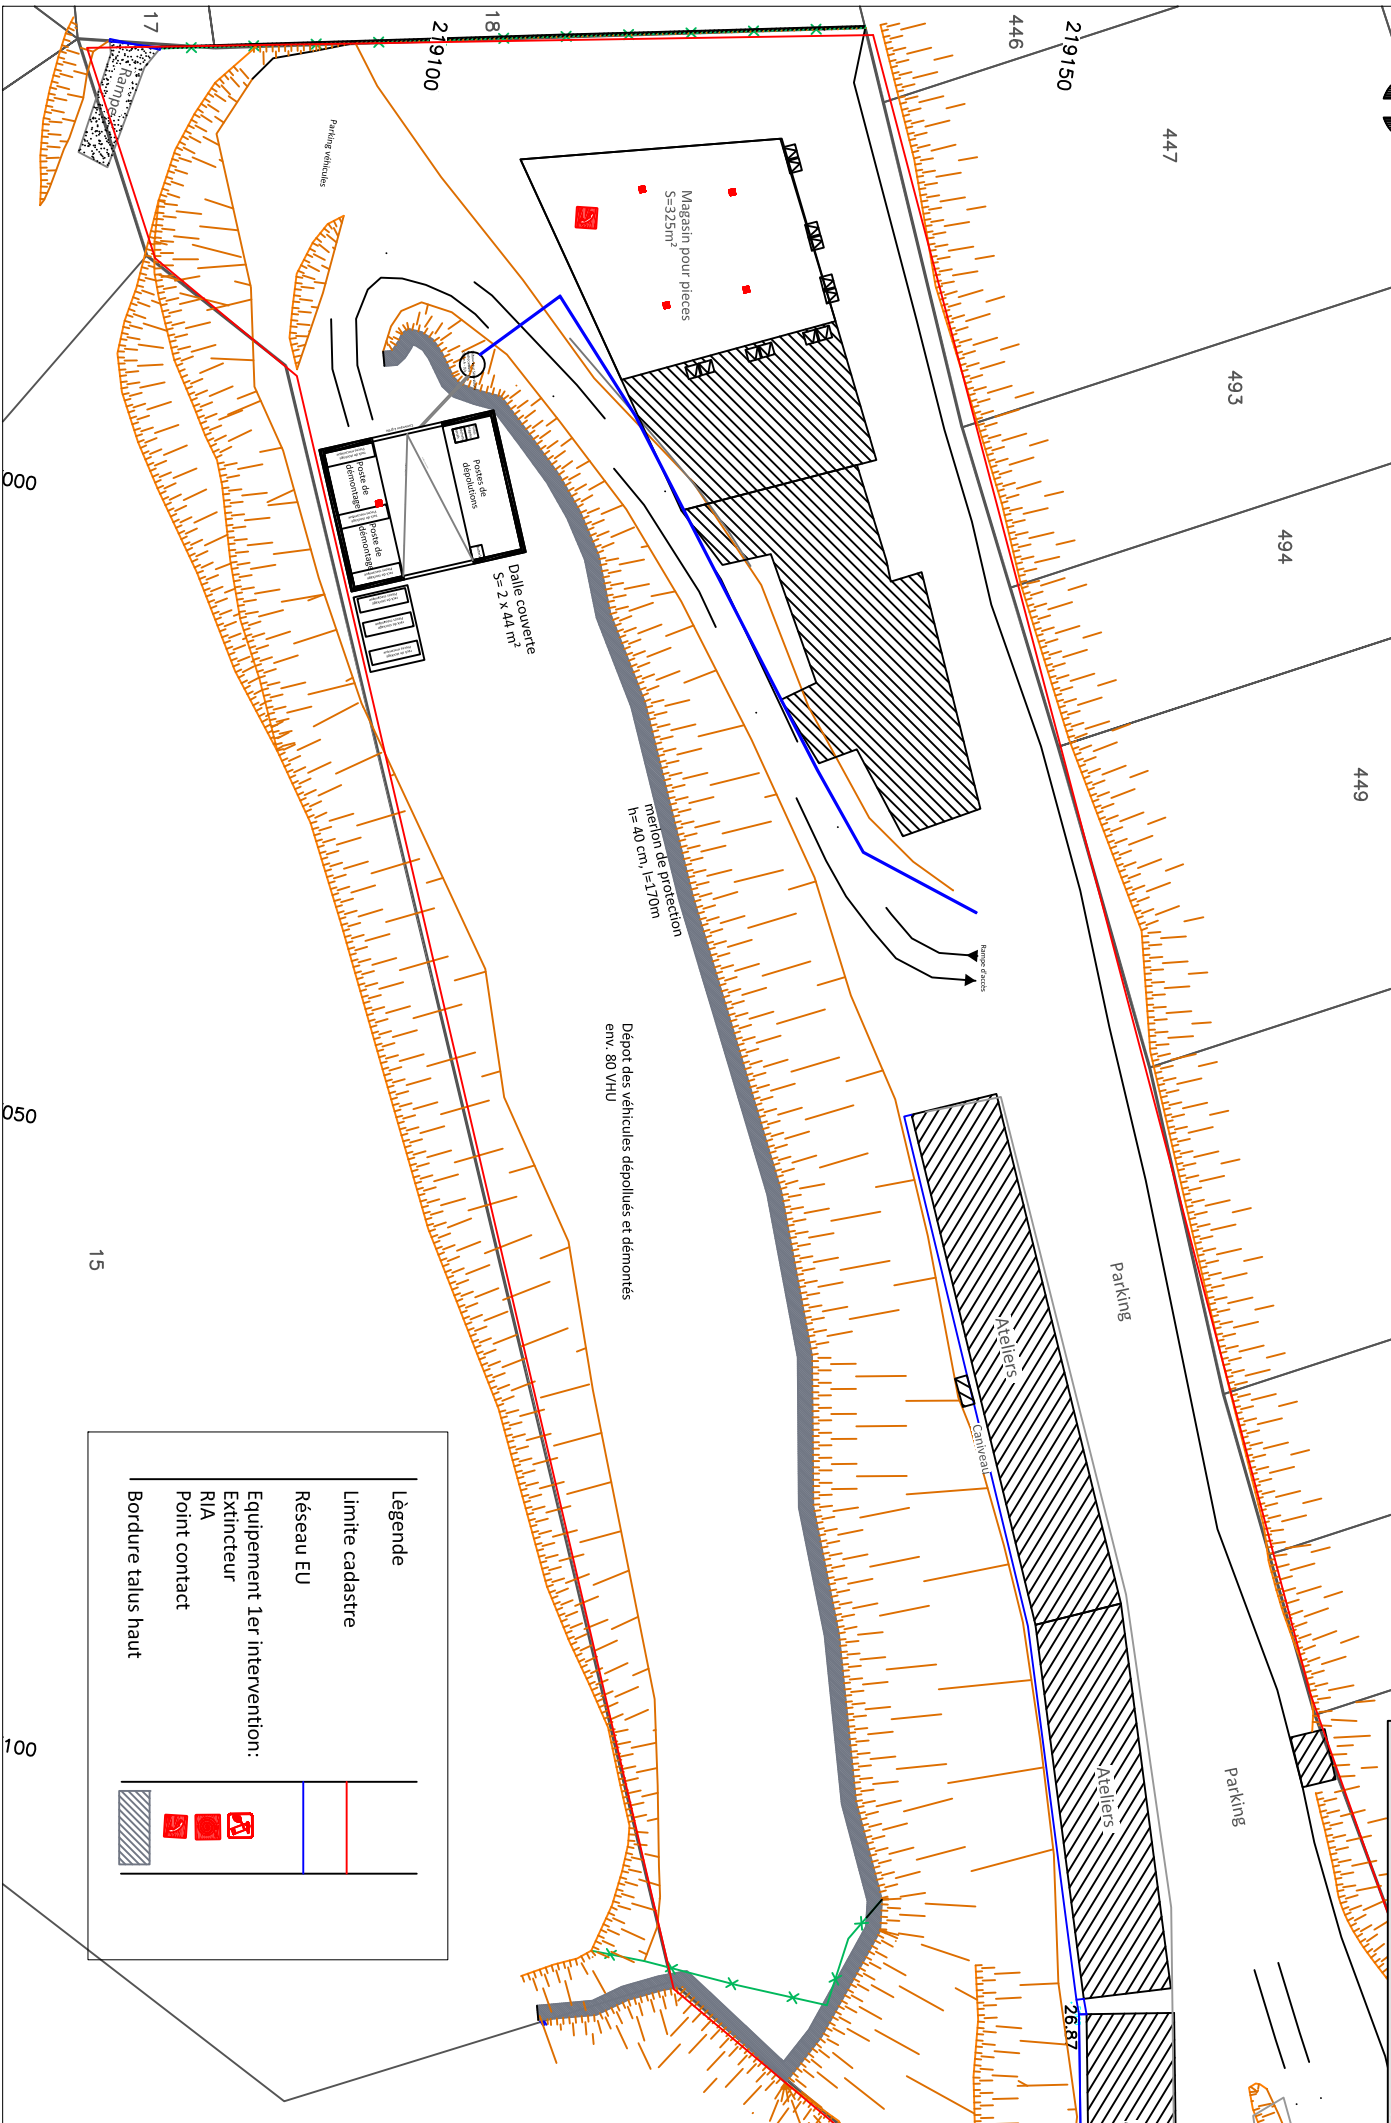 17
18
219100
446
219150
447
493
494
449
Rampe
Parking véhicules
Magasin pour pieces
S=325m²
Postes de
dépolutions
Poste de
démontage
Poste de
démontage
Dalle couverte
S= 2 x 44 m²
merlon de protection
h= 40 cm, l=170m
Rampe d'accès
Dépot des véhicules dépollués et démontés
env. 80 VHU
Parking
Ateliers
Caniveau
Parking
Ateliers
26.87
000
050
100
15
Lègende
Limite cadastre
Réseau EU
Equipement 1er intervention:
Extincteur
RIA
Point contact
Bordure talus haut